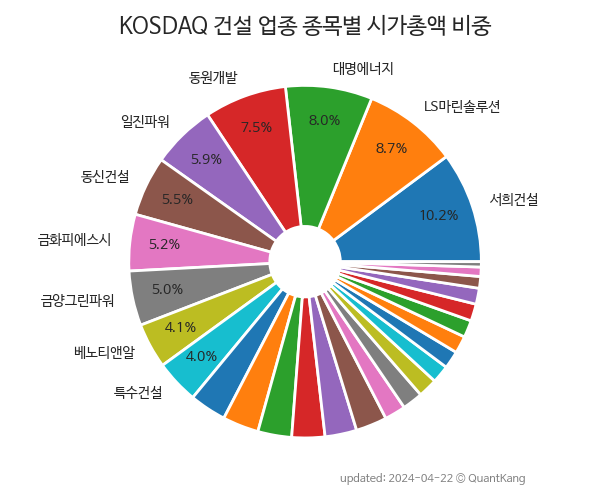 KOSDAQ 건설 업종 종목별 시가총액 비중
서희건설
10.2%
LS마린솔루션
8.7%
대명에너지
8.0%
동원개발
7.5%
일진파워
5.9%
동신건설
5.5%
금화피에스시
5.2%
금양그린파워
5.0%
베노티앤알
4.1%
특수건설
4.0%
updated: 2024-04-22 © QuantKang